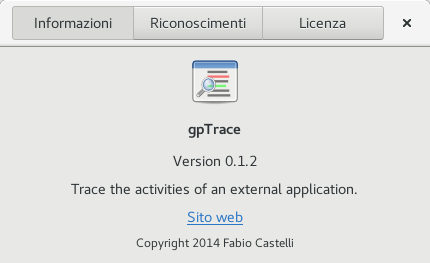 Informazioni Riconoscimenti Licenza ×
gpTrace
Version 0.1.2
Trace the activities of an external application.
Sito web
Copyright 2014 Fabio Castelli